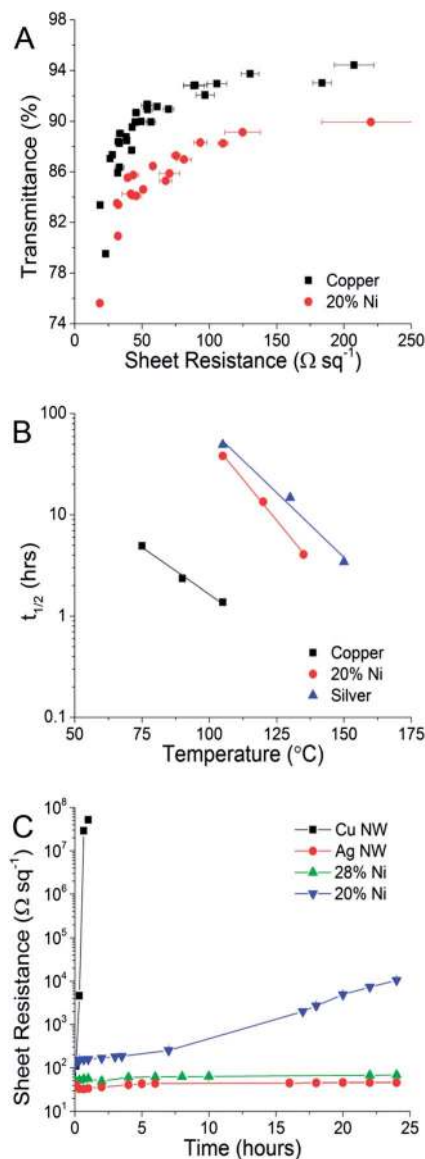 A
98
94
90
86
82
78
74
Transmittance (%)
Copper
20% Ni
0 50 100 150 200 250
Sheet Resistance (Ω sq⁻¹)
B
100
10
1
0.1
t1/2 (hrs)
Copper
20% Ni
Silver
50 75 100 125 150 175
Temperature (°C)
C
10⁸
10⁷
10⁶
10⁵
10⁴
10³
10²
10¹
Sheet Resistance (Ω sq⁻¹)
Cu NW
Ag NW
28% Ni
20% Ni
0 5 10 15 20 25
Time (hours)